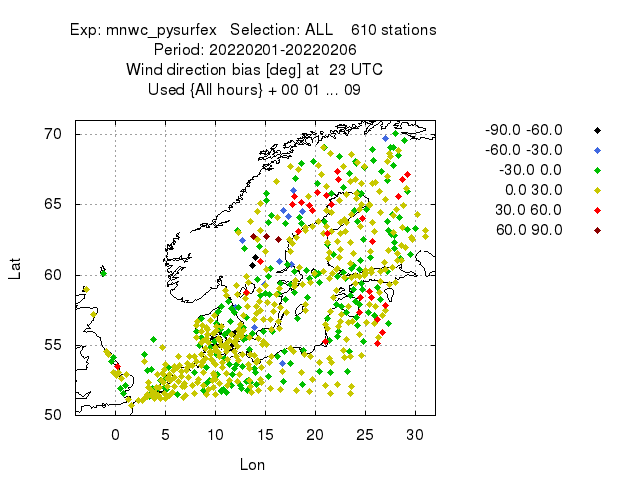 Exp: mnwc_pysurfex   Selection: ALL    610 stations
Period: 20220201-20220206
Wind direction bias [deg] at  23 UTC
Used {All hours} + 00 01 ... 09
-90.0 -60.0
-60.0 -30.0
-30.0 0.0
0.0 30.0
30.0 60.0
60.0 90.0
70
65
60
55
50
Lat
0 5 10 15 20 25 30
Lon